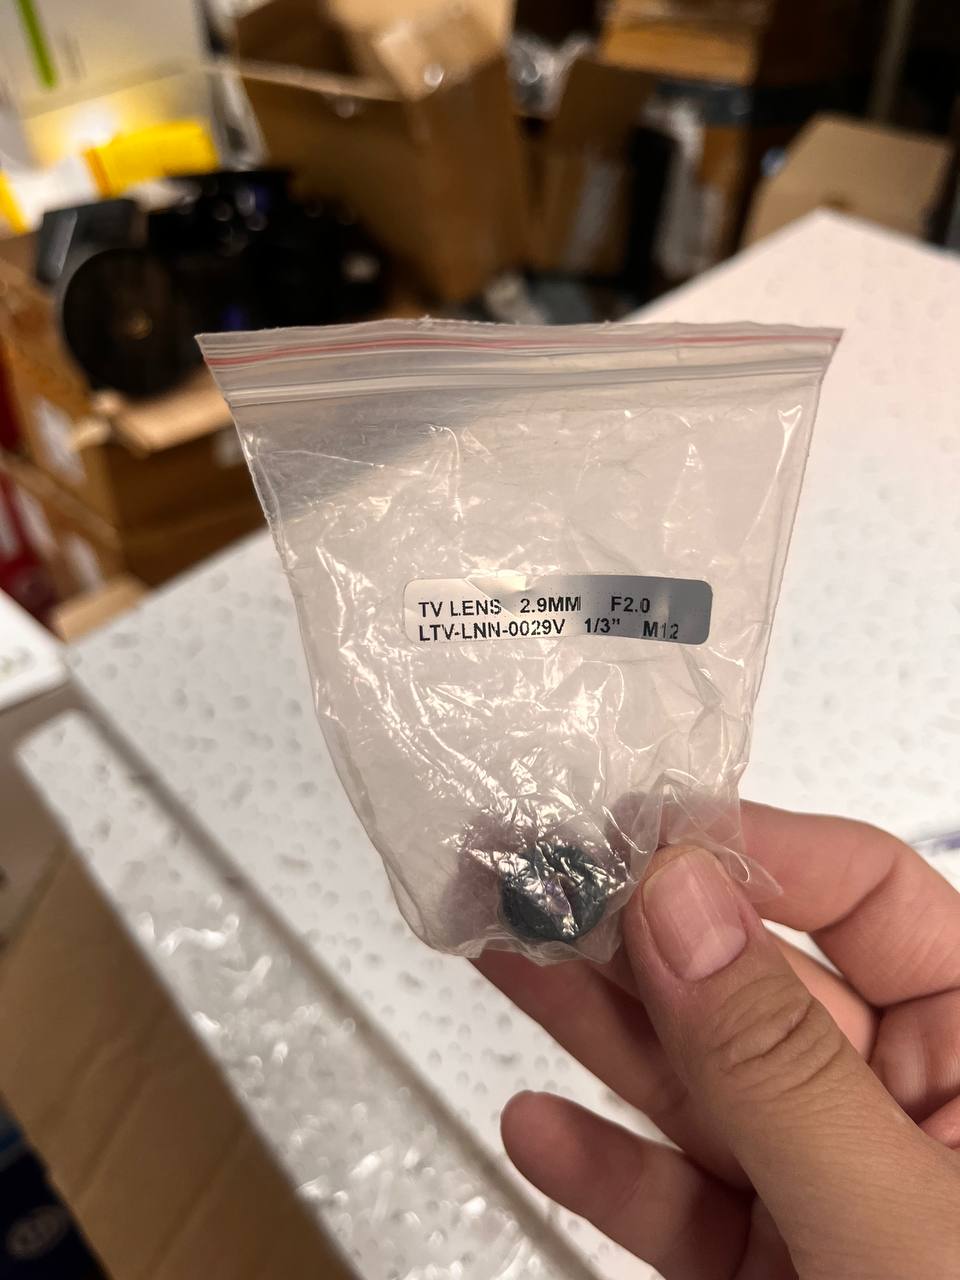 TV LENS 2.9MM F2.0
LTV-LNN-0029V 1/3" M12